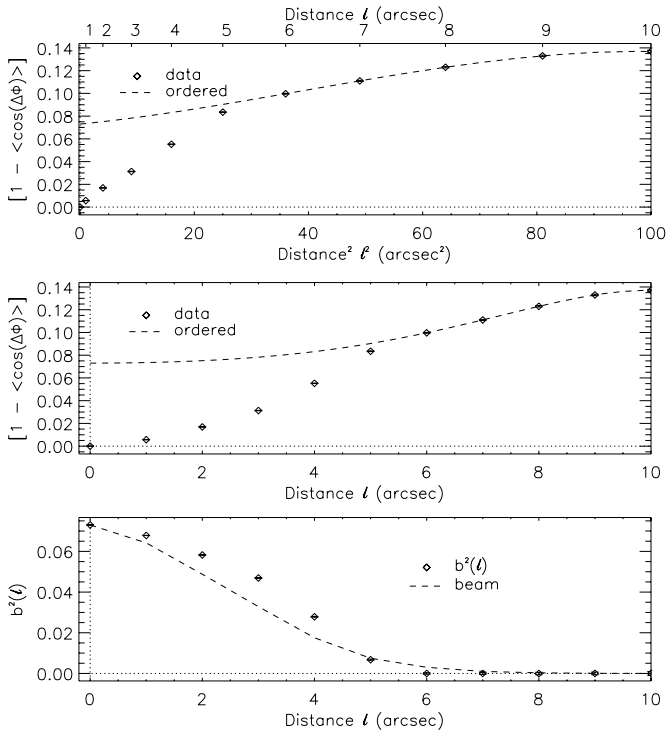 Distance ℓ (arcsec)
1 2 3 4 5 6 7 8 9 10
0.14
0.12
0.10
0.08
0.06
0.04
0.02
0.00
[1 − <cos(ΔΦ)>]
data
ordered
0 20 40 60 80 100
Distance² ℓ² (arcsec²)
0.14
0.12
0.10
0.08
0.06
0.04
0.02
0.00
[1 − <cos(ΔΦ)>]
data
ordered
0 2 4 6 8 10
Distance ℓ (arcsec)
0.06
0.04
0.02
0.00
b²(ℓ)
b²(ℓ)
beam
0 2 4 6 8 10
Distance ℓ (arcsec)